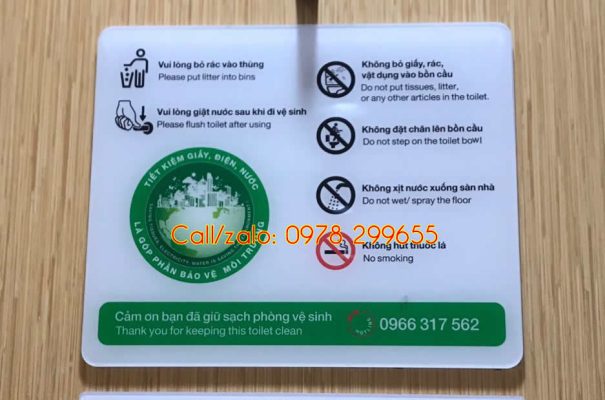 Vui lòng bỏ rác vào thùng
Please put litter into bins
Vui lòng giật nước sau khi đi vệ sinh
Please flush toilet after using
TIẾT KIỆM GIẤY, ĐIỆN, NƯỚC
LÀ GÓP PHẦN BẢO VỆ MÔI
Không bỏ giấy, rác,
vật dụng vào bồn cầu
Do not put tissues, litter,
or any other articles in the toilet.
Không đặt chân lên bồn cầu
Do not step on the toilet bowl
Không xịt nước xuống sàn nhà
Do not wet/ spray the floor
Call/zalo: 0978 299655
Không hút thuốc lá
No smoking
Cảm ơn bạn đã giữ sạch phòng vệ sinh
Thank you for keeping this toilet clean
0966 317 562